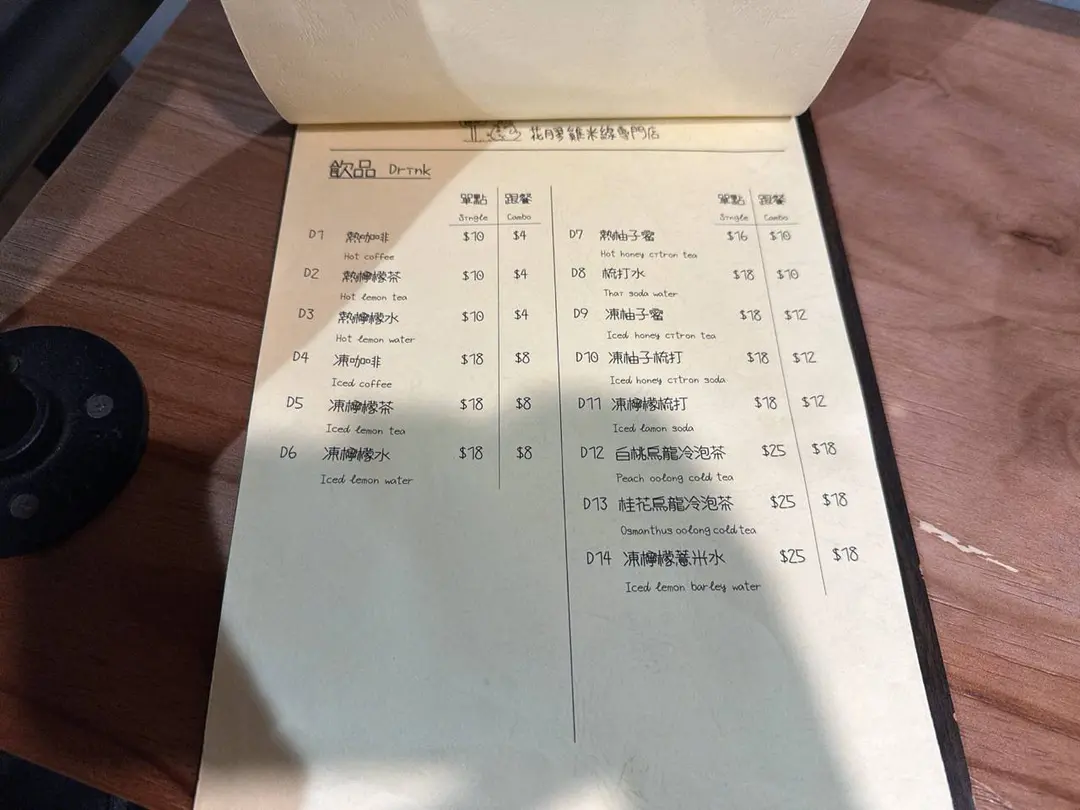 花膠雞米線專門店
飲品 Drink
單點 跟餐
Single Combo
D1 熱咖啡 $10 $4
Hot coffee
D2 熱檸檬茶 $10 $4
Hot lemon tea
D3 熱檸檬水 $10 $4
Hot lemon water
D4 凍咖啡 $18 $8
Iced coffee
D5 凍檸檬茶 $18 $8
Iced lemon tea
D6 凍檸檬水 $18 $8
Iced lemon water
單點 跟餐
Single Combo
D7 熱柚子蜜 $16 $10
Hot honey citron tea
D8 梳打水 $18 $10
Thai soda water
D9 凍柚子蜜 $18 $12
Iced honey citron tea
D10 凍柚子梳打 $18 $12
Iced honey citron soda
D11 凍檸檬梳打 $18 $12
Iced lamon soda
D12 白桃烏龍冷泡茶 $25 $18
Peach oolong cold tea
D13 桂花烏龍冷泡茶 $25 $18
Osmanthus oolong cold tea
D14 凍檸檬薏米水 $25 $18
Iced lemon barley water